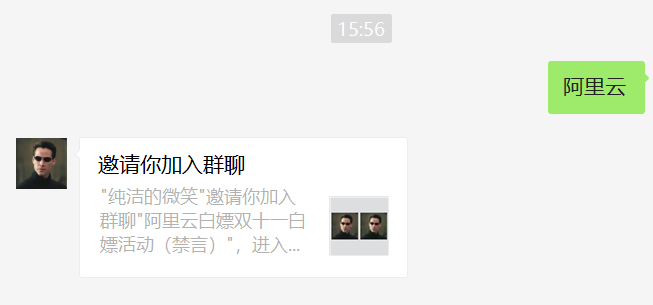 15:56
阿里云
邀请你加入群聊
"纯洁的微笑"邀请你加入
群聊"阿里云白嫖双十一白
嫖活动（禁言）"，进入...